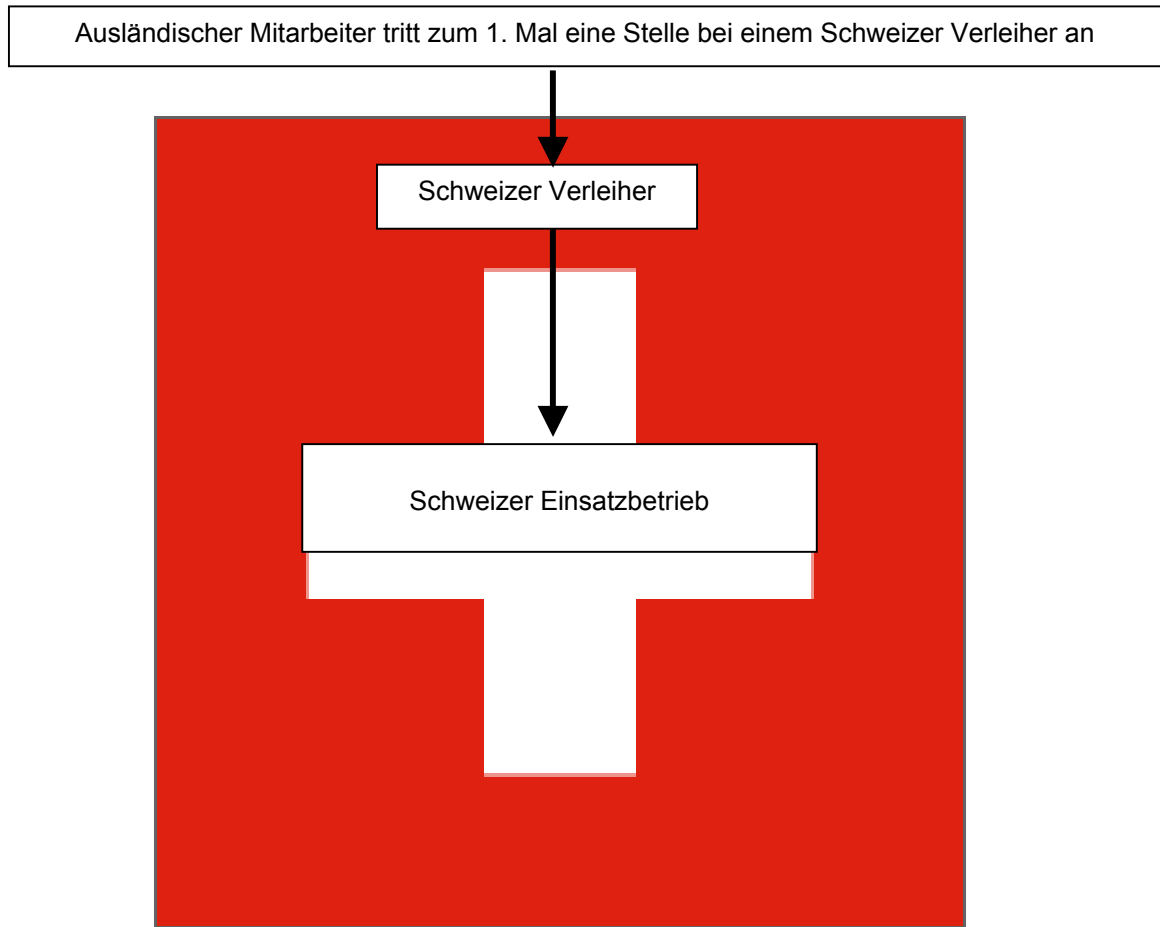 Ausländischer Mitarbeiter tritt zum 1. Mal eine Stelle bei einem Schweizer Verleiher an
Schweizer Verleiher
Schweizer Einsatzbetrieb